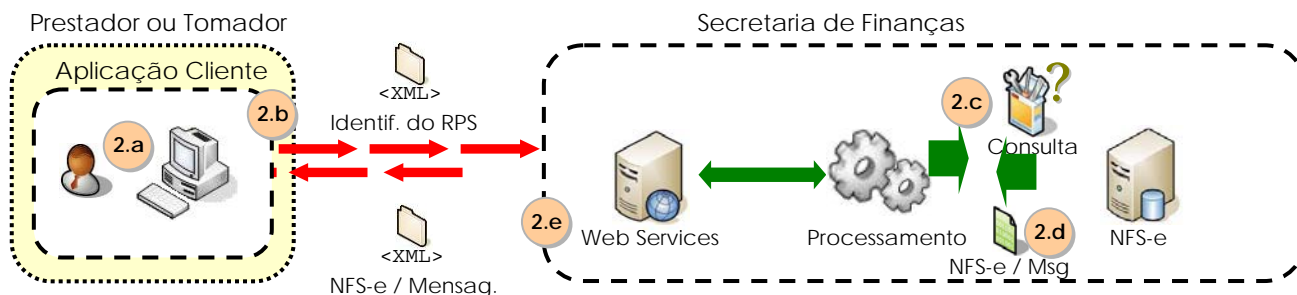 Prestador ou Tomador
Secretaria de Finanças
Aplicação Cliente
<XML>
Identif. do RPS
2.a
2.b
2.c
?
Consulta
2.e
Web Services
Processamento
2.d
NFS-e / Msg
NFS-e
<XML>
NFS-e / Mensag.